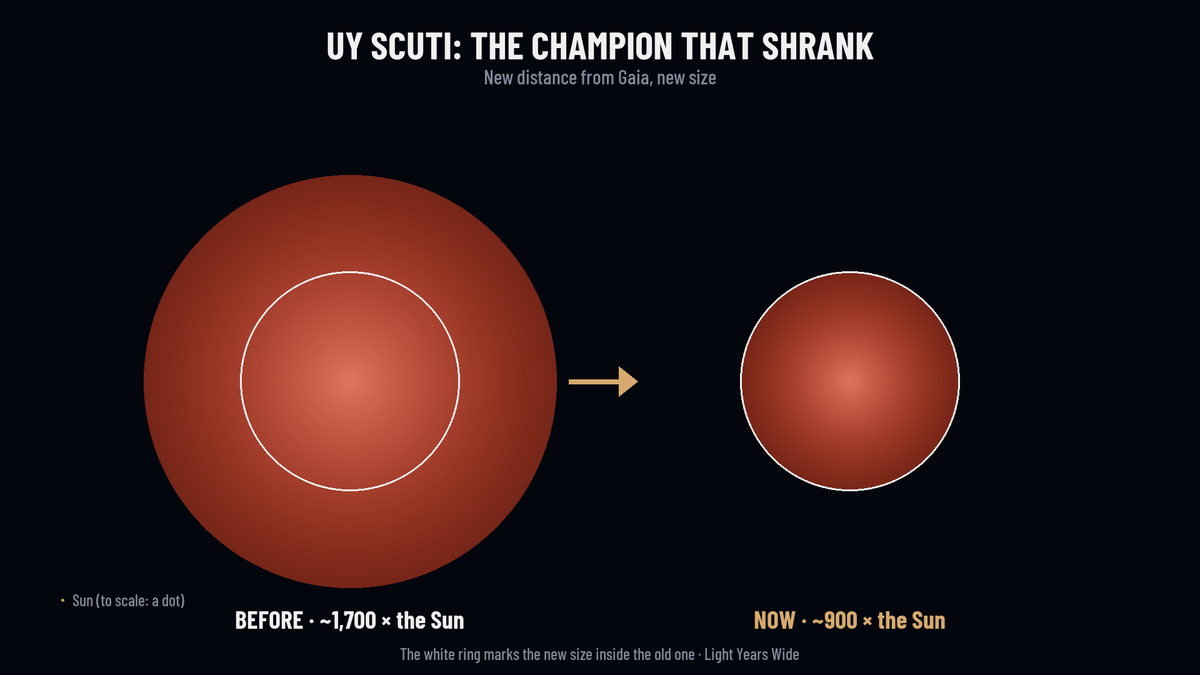 UY SCUTI: THE CHAMPION THAT SHRANK
New distance from Gaia, new size
Sun (to scale: a dot)
BEFORE · ~1,700 × the Sun
NOW · ~900 × the Sun
The white ring marks the new size inside the old one · Light Years Wide